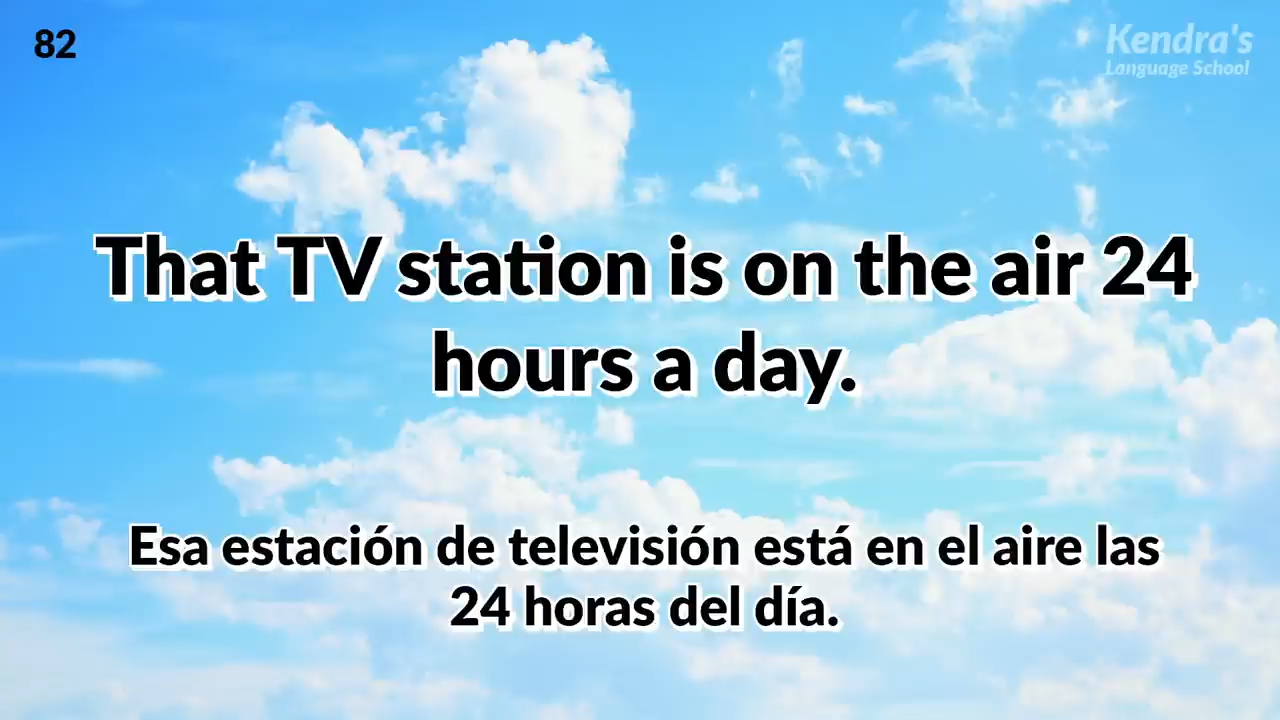 82
Kendra's
Language School
That TV station is on the air 24
hours a day.
Esa estación de televisión está en el aire las
24 horas del día.